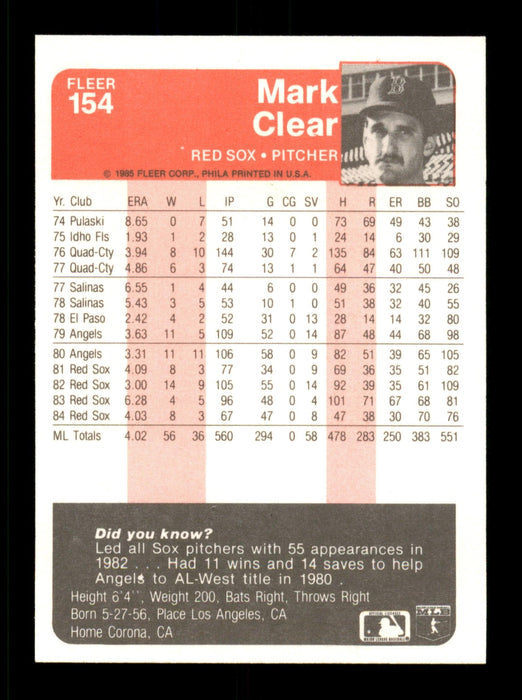 FLEER
154
Mark
Clear
RED SOX • PITCHER
© 1985 FLEER CORP., PHILA PRINTED IN U.S.A.
Yr. Club ERA W L IP G CG SV H R ER BB SO
74 Pulaski 8.65 0 7 51 14 0 0 73 69 49 43 38
75 Idho Fls 1.93 1 2 28 13 0 1 24 14 6 30 29
76 Quad-Cty 3.94 8 10 144 30 7 2 135 84 63 111 109
77 Quad-Cty 4.86 6 3 74 13 1 1 64 47 40 50 48
77 Salinas 6.55 1 4 44 6 0 0 49 36 32 45 26
78 Salinas 5.43 3 5 53 10 1 0 51 38 32 40 55
78 El Paso 2.42 4 2 52 31 0 13 28 14 14 32 80
79 Angels 3.63 11 5 109 52 0 14 87 48 44 68 98
80 Angels 3.31 11 11 106 58 0 9 82 51 39 65 105
81 Red Sox 4.09 8 3 77 34 0 9 69 36 35 51 82
82 Red Sox 3.00 14 9 105 55 0 14 92 39 35 61 109
83 Red Sox 6.28 4 5 96 48 0 4 101 71 67 68 81
84 Red Sox 4.03 8 3 67 47 0 8 47 38 30 70 76
ML Totals 4.02 56 36 560 294 0 58 478 283 250 383 551
Did you know?
Led all Sox pitchers with 55 appearances in
1982 . . . Had 11 wins and 14 saves to help
Angels to AL-West title in 1980 .
Height 6'4'', Weight 200, Bats Right, Throws Right
Born 5-27-56, Place Los Angeles, CA
Home Corona, CA